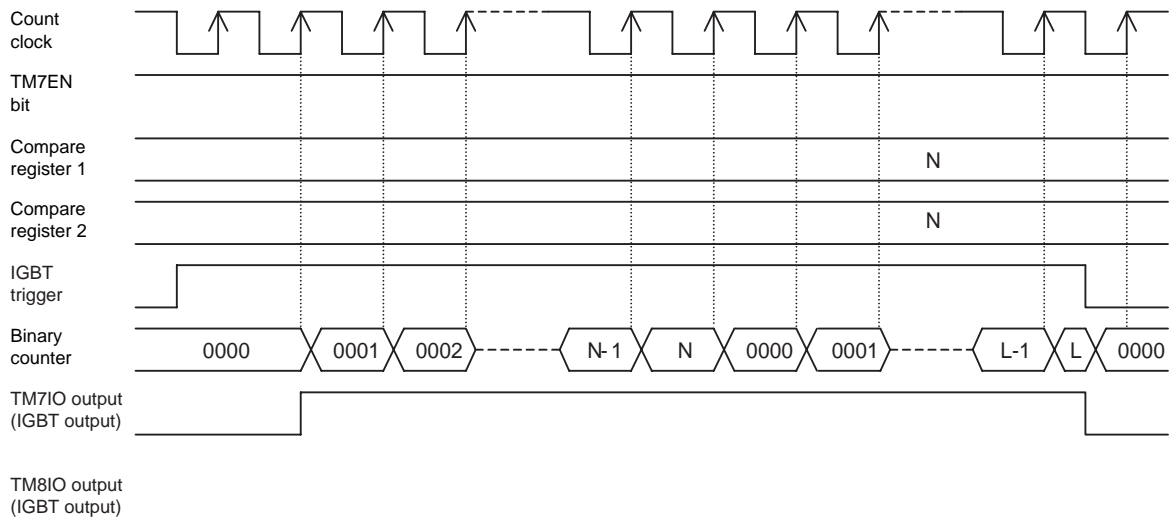 Count
clock
TM7EN
bit
Compare
register 1
N
Compare
register 2
N
IGBT
trigger
Binary
counter
0000 0001 0002 N-1 N 0000 0001 L-1 L 0000
TM7IO output
(IGBT output)
TM8IO output
(IGBT output)